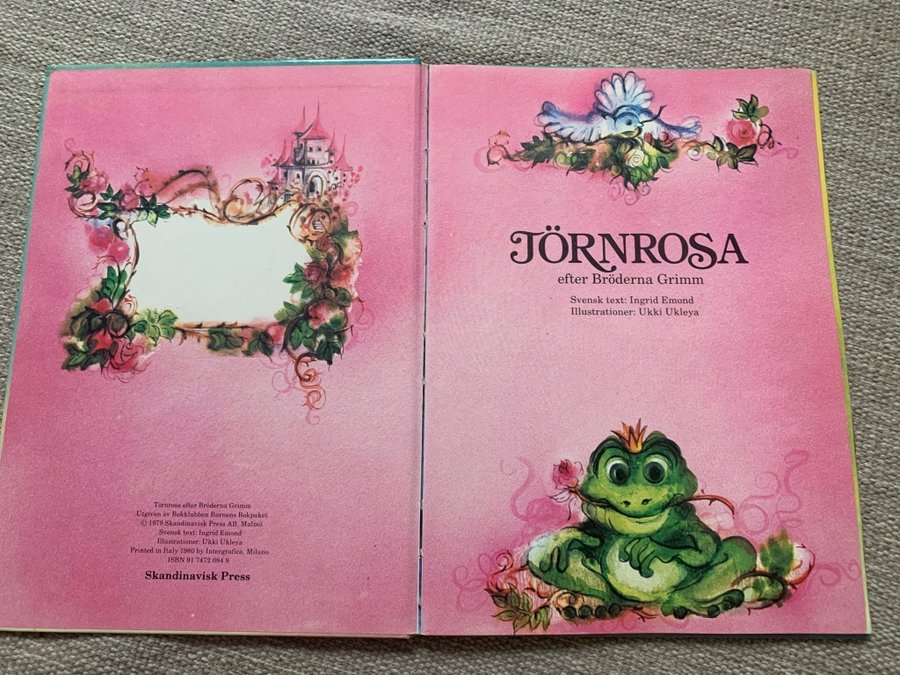 Törnrosa efter Bröderna Grimm
Utgiven av Bokklubben Barnens Bokpaket
© 1979 Skandinavisk Press AB, Malmö
Svensk text: Ingrid Emond
Illustrationer: Ukki Ukleya
Printed in Italy 1980 by Intergrafica, Milano
ISBN 91 7472 084 8
Skandinavisk Press
TÖRNROSA
efter Bröderna Grimm
Svensk text: Ingrid Emond
Illustrationer: Ukki Ukleya